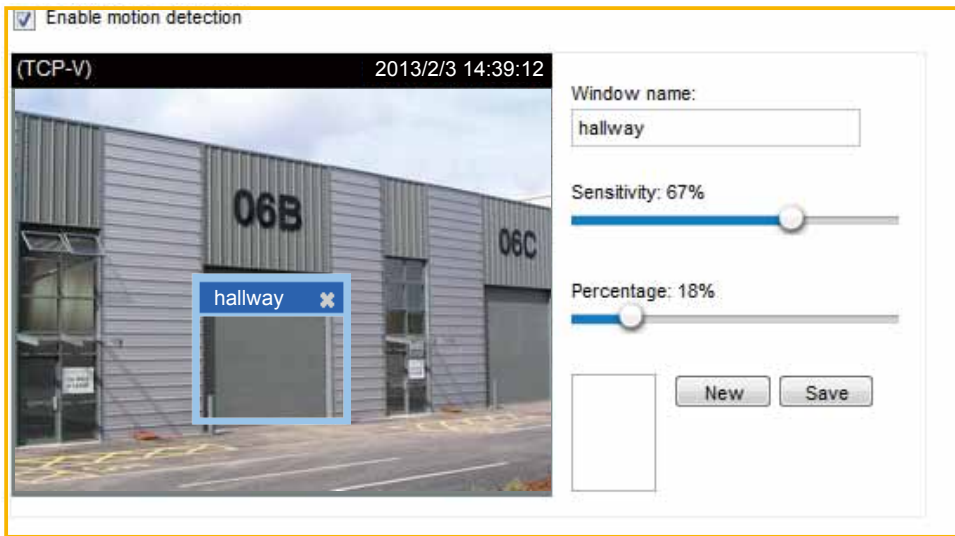 Enable motion detection
(TCP-V) 2013/2/3 14:39:12
Window name:
hallway
Sensitivity: 67%
06B
06C
hallway
Percentage: 18%
New Save